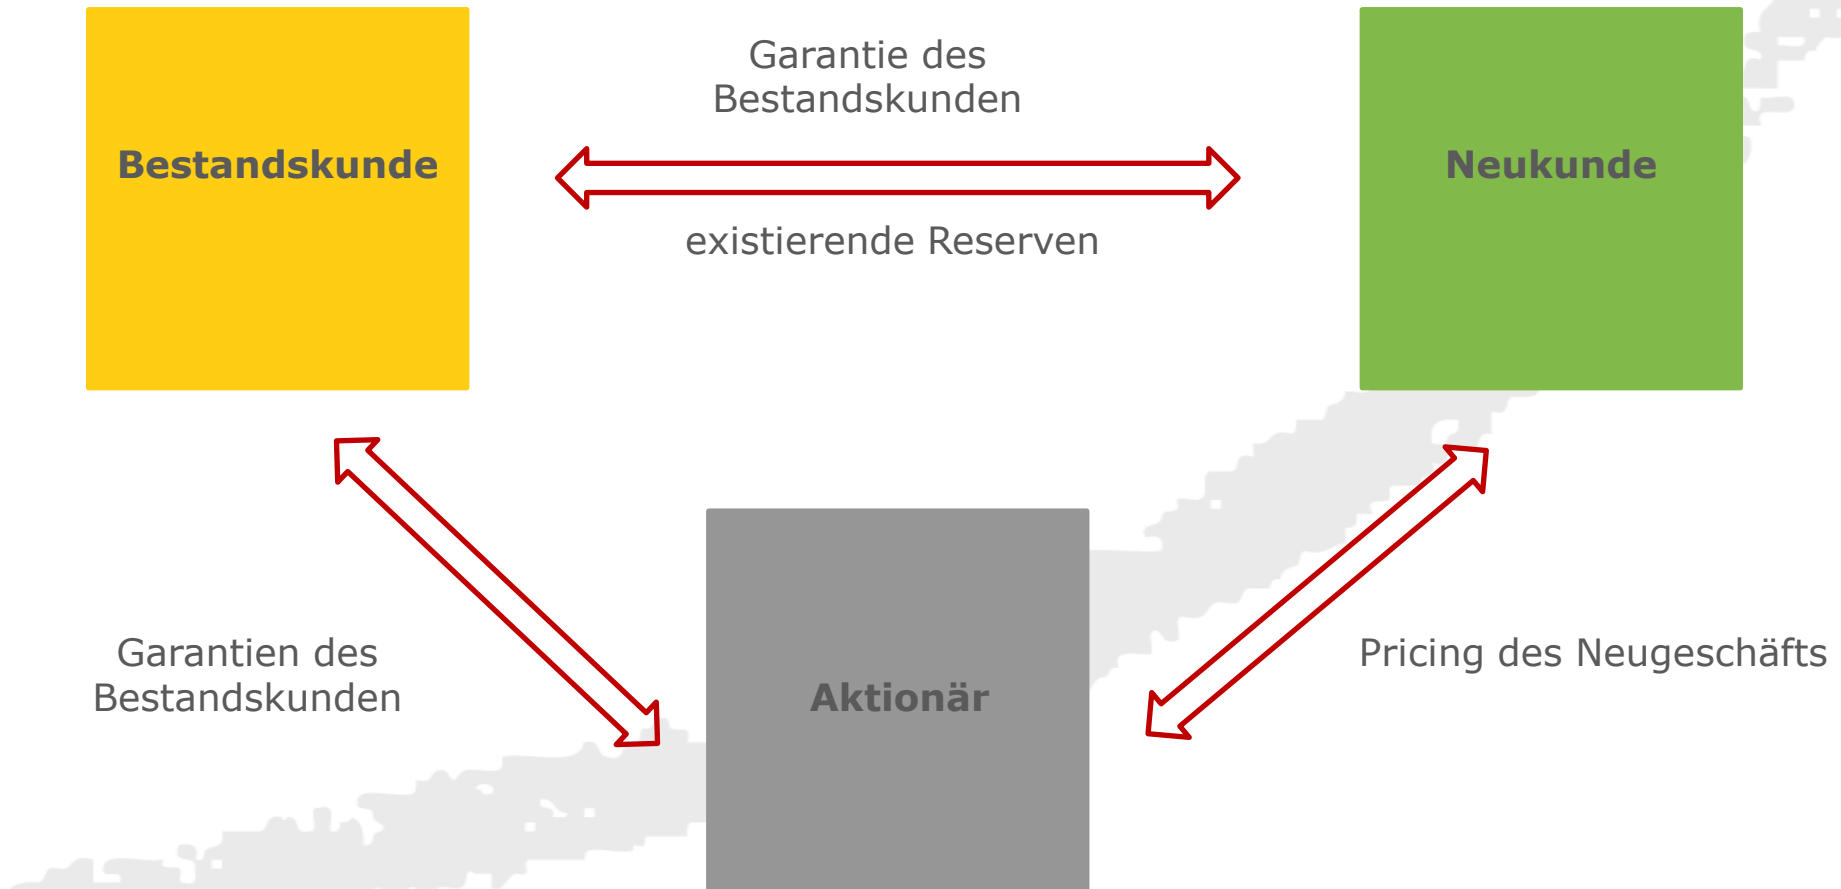 Garantie des
Bestandskunden
Bestandskunde
Neukunde
existierende Reserven
Garantien des
Bestandskunden
Pricing des Neugeschäfts
Aktionär